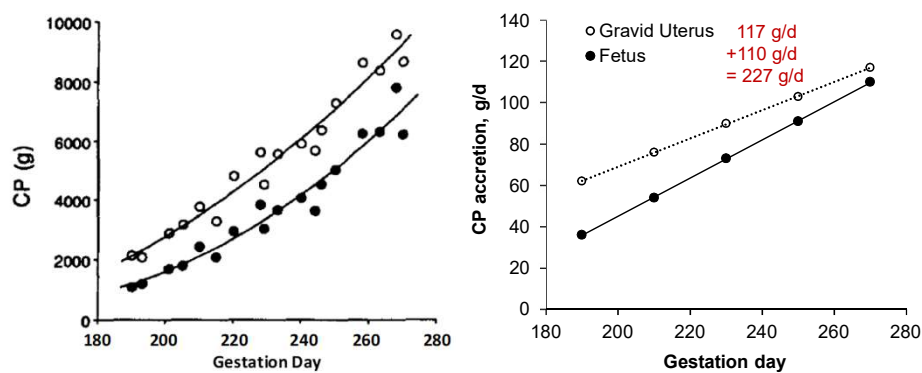 10000
8000
6000
4000
2000
0
CP (g)
180
200
220
240
260
280
Gestation Day
140
120
100
80
60
40
20
0
CP accretion, g/d
Gravid Uterus
Fetus
117 g/d
+110 g/d
= 227 g/d
180
200
220
240
260
280
Gestation day